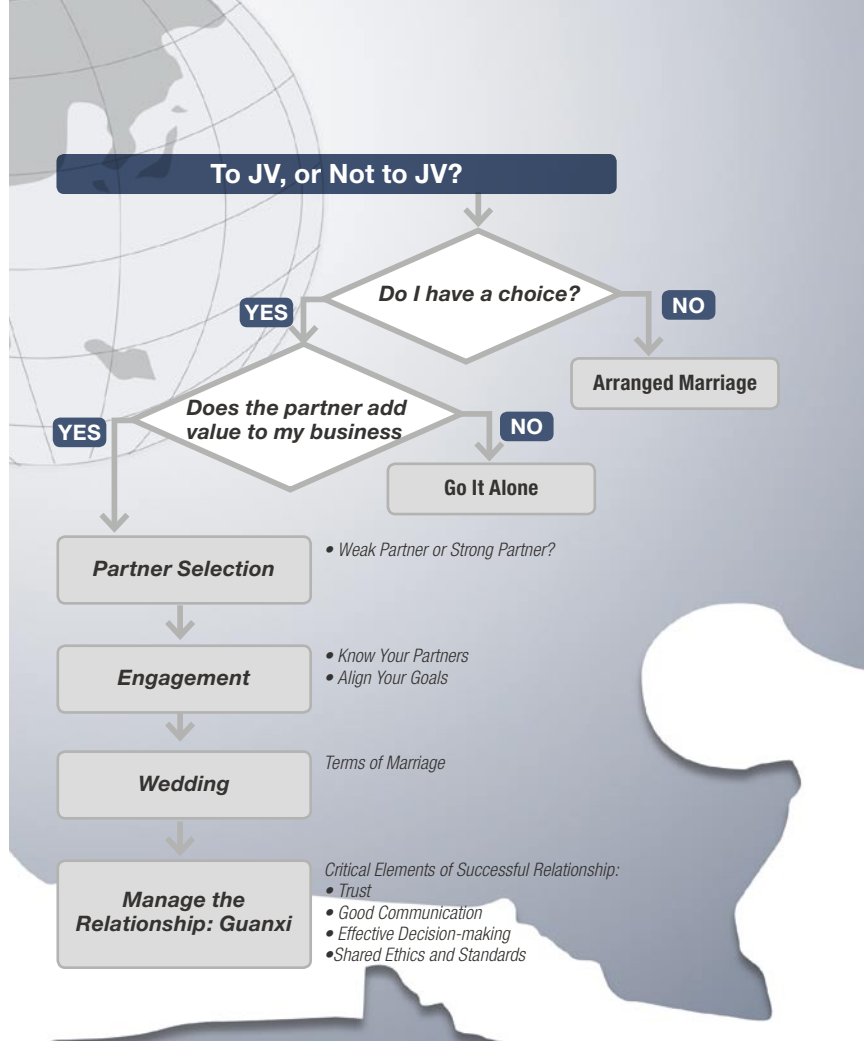 To JV, or Not to JV?
Do I have a choice?
YES
NO
Arranged Marriage
Does the partner add
value to my business
YES
NO
Go It Alone
Partner Selection
• Weak Partner or Strong Partner?
Engagement
• Know Your Partners
• Align Your Goals
Wedding
Terms of Marriage
Manage the
Relationship: Guanxi
Critical Elements of Successful Relationship:
• Trust
• Good Communication
• Effective Decision-making
•Shared Ethics and Standards